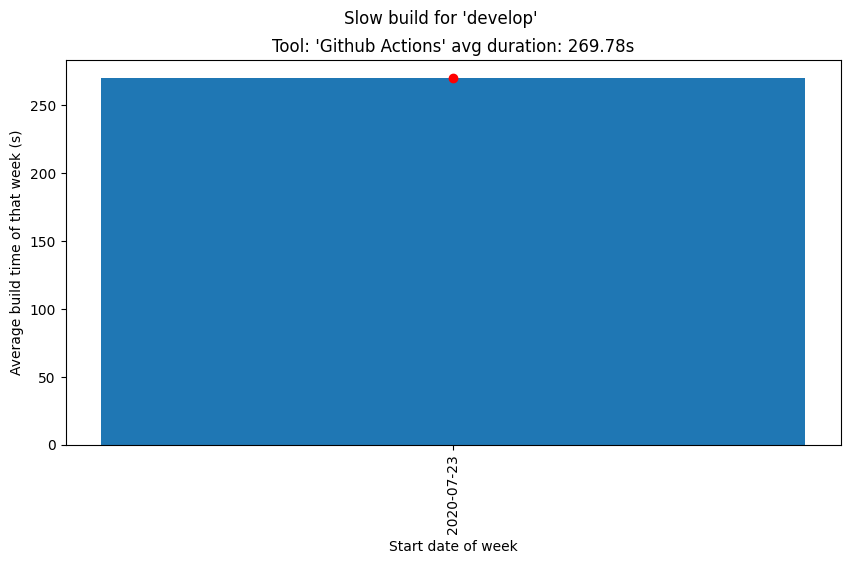 Slow build for 'develop'
Tool: 'Github Actions' avg duration: 269.78s
Average build time of that week (s)
250
200
150
100
50
0
2020-07-23
Start date of week